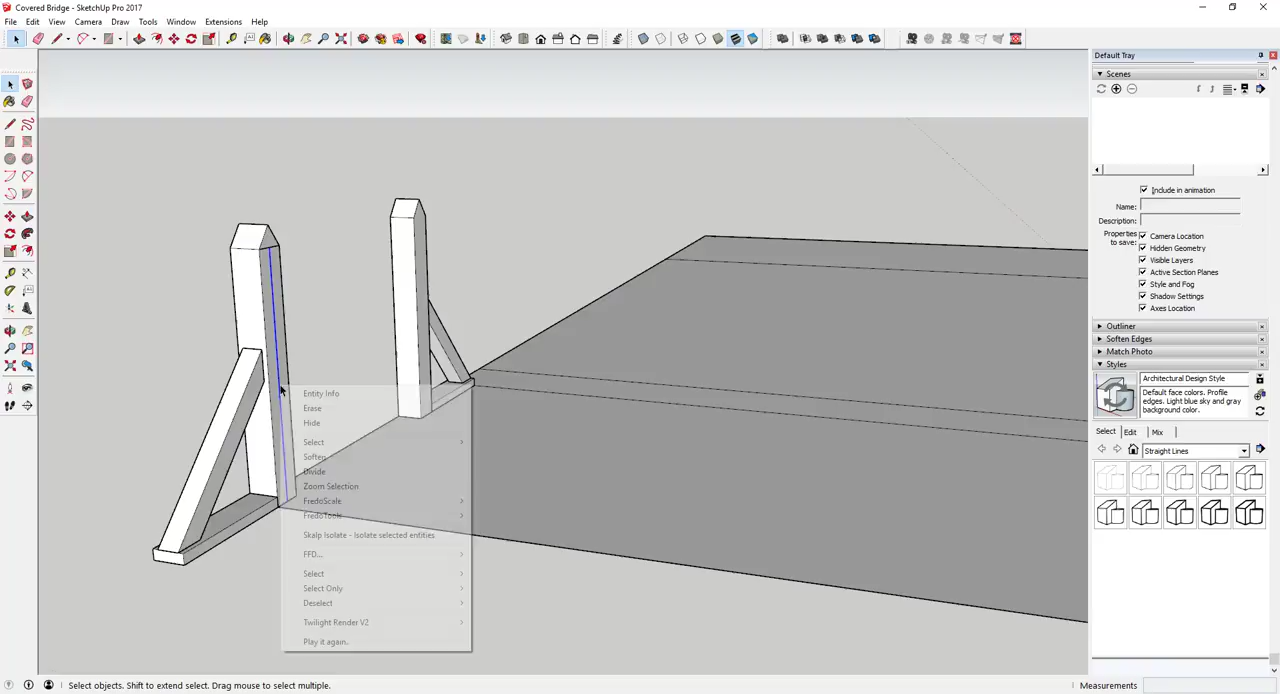 Covered Bridge - SketchUp Pro 2017
File Edit View Camera Draw Tools Window Extensions Help
Default Tray
Scenes
Include in animation
Name:
Description:
Properties to save:
Camera Location
Hidden Geometry
Visible Layers
Active Section Planes
Style and Fog
Shadow Settings
Axes Location
Outliner
Soften Edges
Match Photo
Styles
Architectural Design Style
Default face colors. Profile
edges. Light blue sky and gray
background color.
Select Edit Mix
Straight Lines
Entity Info
Erase
Hide
Select
Soften
Divide
Zoom Selection
FredoScale
FredoTools
Skalp Isolate - Isolate selected entities
FFD...
Select
Select Only
Deselect
Twilight Render V2
Play it again..
Select objects. Shift to extend select. Drag mouse to select multiple.
Measurements